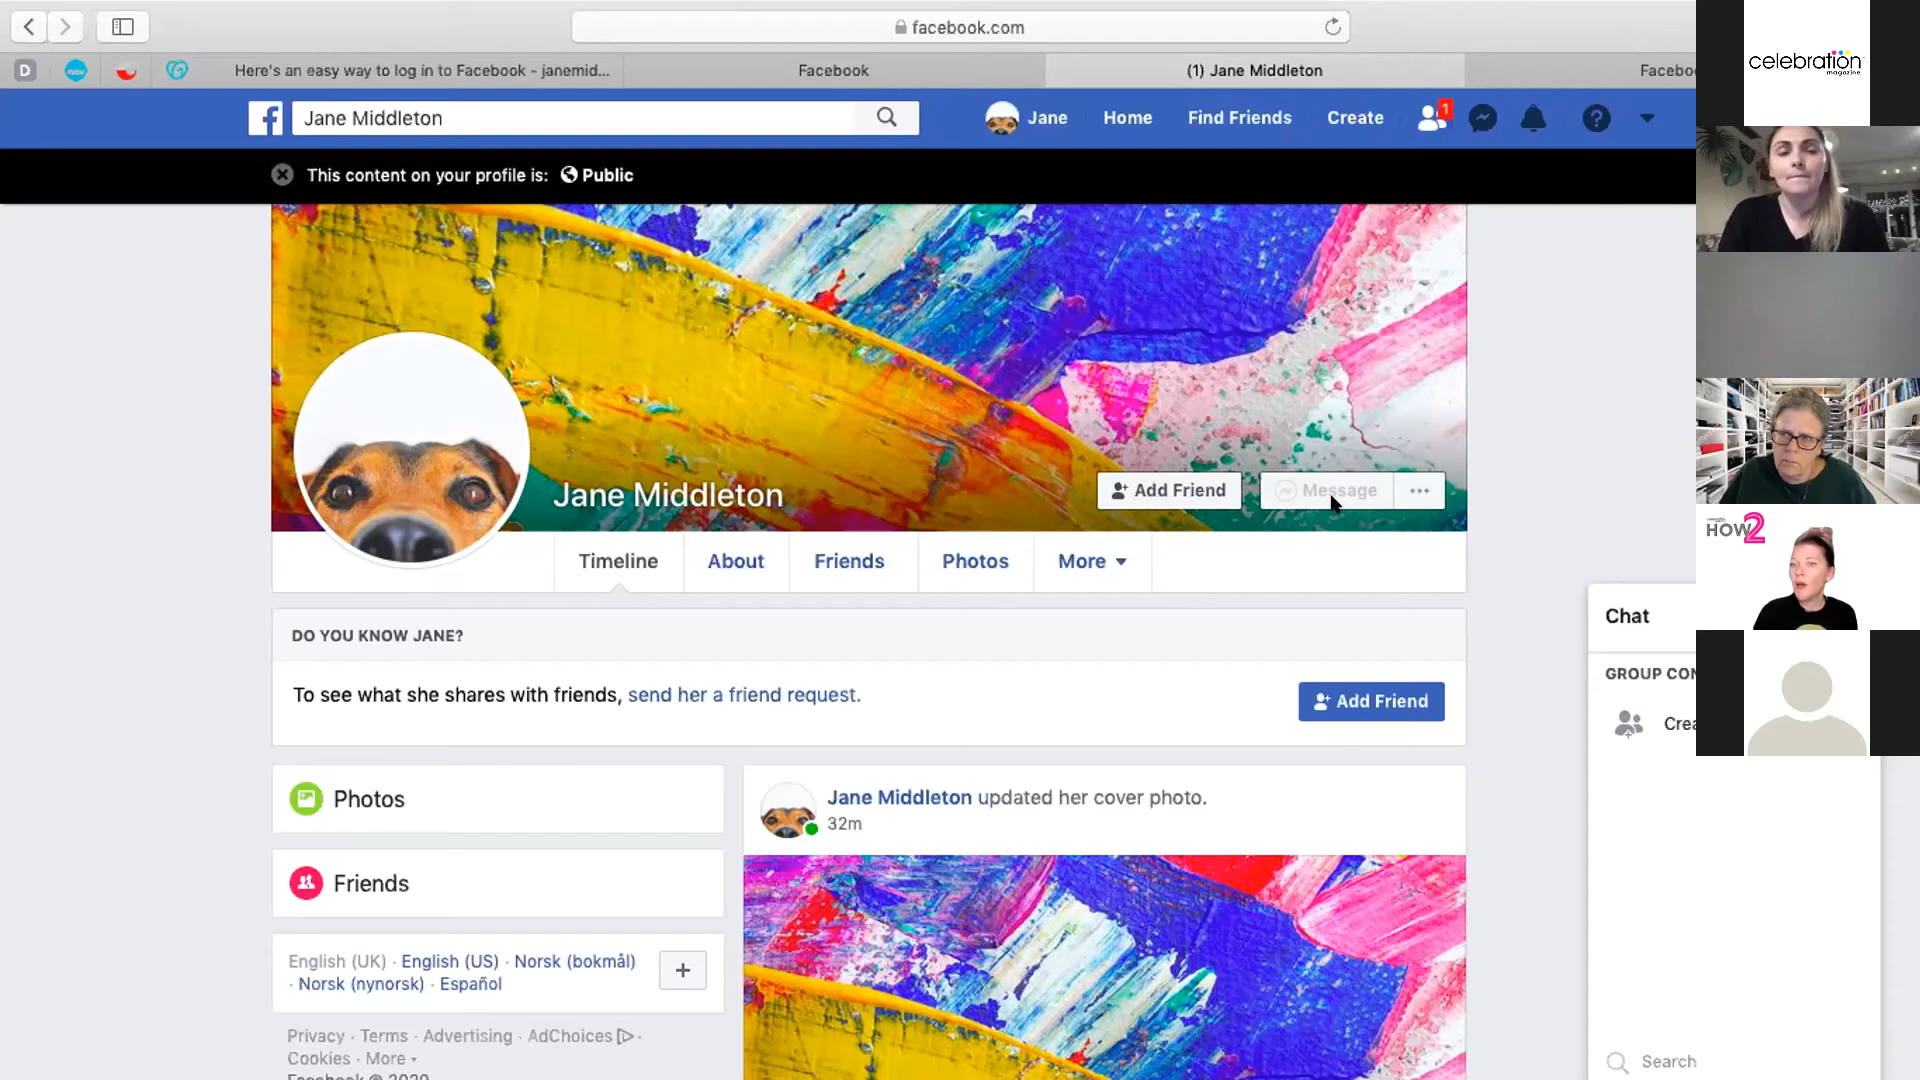 facebook.com
D
Here's an easy way to log in to Facebook - janemid...
Facebook
(1) Jane Middleton
Facebo
Jane Middleton
Jane
Home
Find Friends
Create
1
This content on your profile is: Public
Jane Middleton
Add Friend
Message
Timeline
About
Friends
Photos
More
DO YOU KNOW JANE?
To see what she shares with friends, send her a friend request.
Add Friend
Photos
Friends
English (UK) · English (US) · Norsk (bokmål)
· Norsk (nynorsk) · Español
Privacy · Terms · Advertising · AdChoices ·
Cookies · More
Facebook © 2020
Jane Middleton updated her cover photo.
32m
Chat
GROUP CON
Crea
Search
celebration
magazine
HOW2